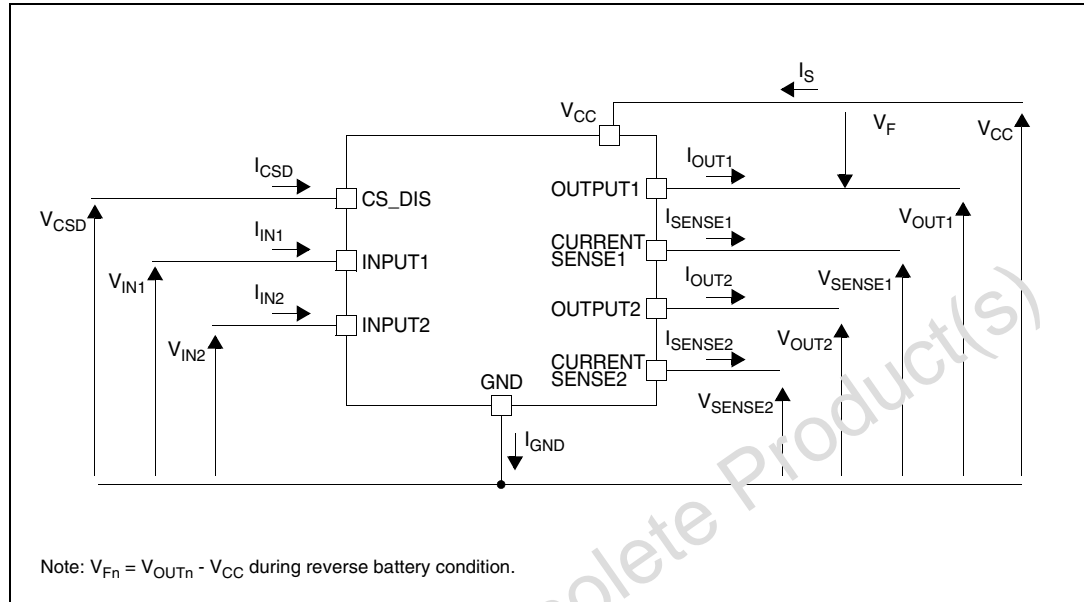 I_S
V_CC
V_F
V_CC
I_CSD
I_OUT1
CS_DIS
OUTPUT1
V_CSD
I_IN1
I_SENSE1
V_OUT1
INPUT1
CURRENT
SENSE1
V_IN1
I_IN2
I_OUT2
V_SENSE1
INPUT2
OUTPUT2
V_IN2
I_SENSE2
V_OUT2
GND
CURRENT
SENSE2
V_SENSE2
I_GND
Note: V_Fn = V_OUTn - V_CC during reverse battery condition.
olete Product(s)